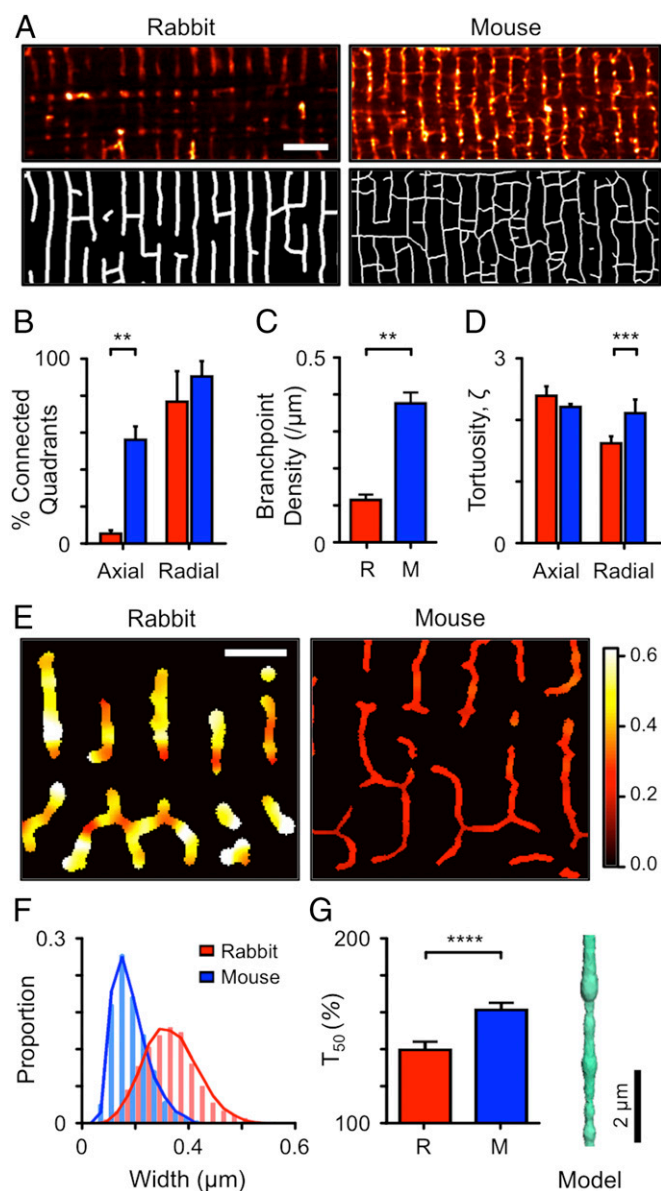 A
Rabbit
Mouse
B
**
100
% Connected
Quadrants
0
Axial
Radial
C
**
0.5
Branchpoint
Density (/µm)
0
R
M
D
***
3
Tortuosity, ζ
0
Axial
Radial
E
Rabbit
Mouse
0.6
0.4
0.2
0.0
F
0.3
Rabbit
Mouse
Proportion
0
0
0.4
0.6
Width (µm)
G
****
200
T50 (%)
100
R
M
2 µm
Model